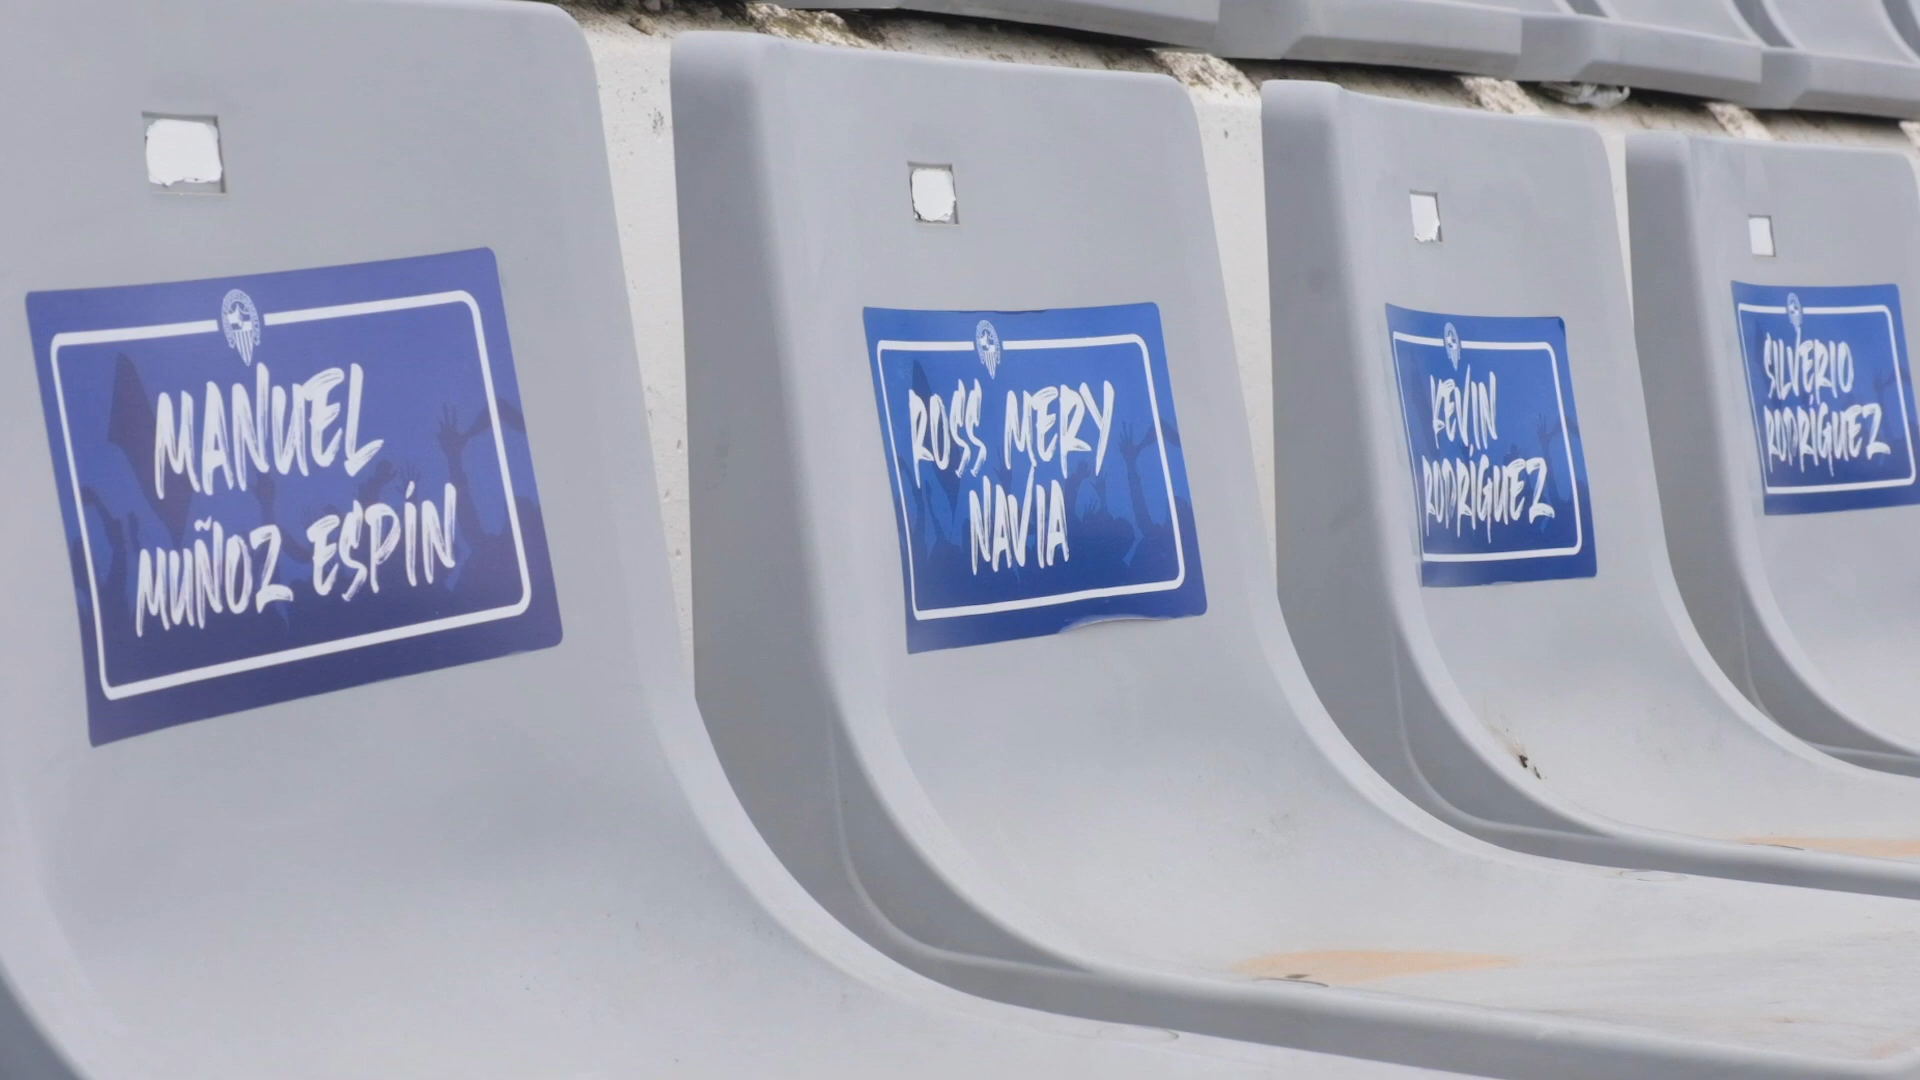 MANUEL
MUÑOZ ESPÍN
ROSS MERY
NAVIA
KEVIN
RODRÍGUEZ
SILVERIO
RODRÍGUEZ